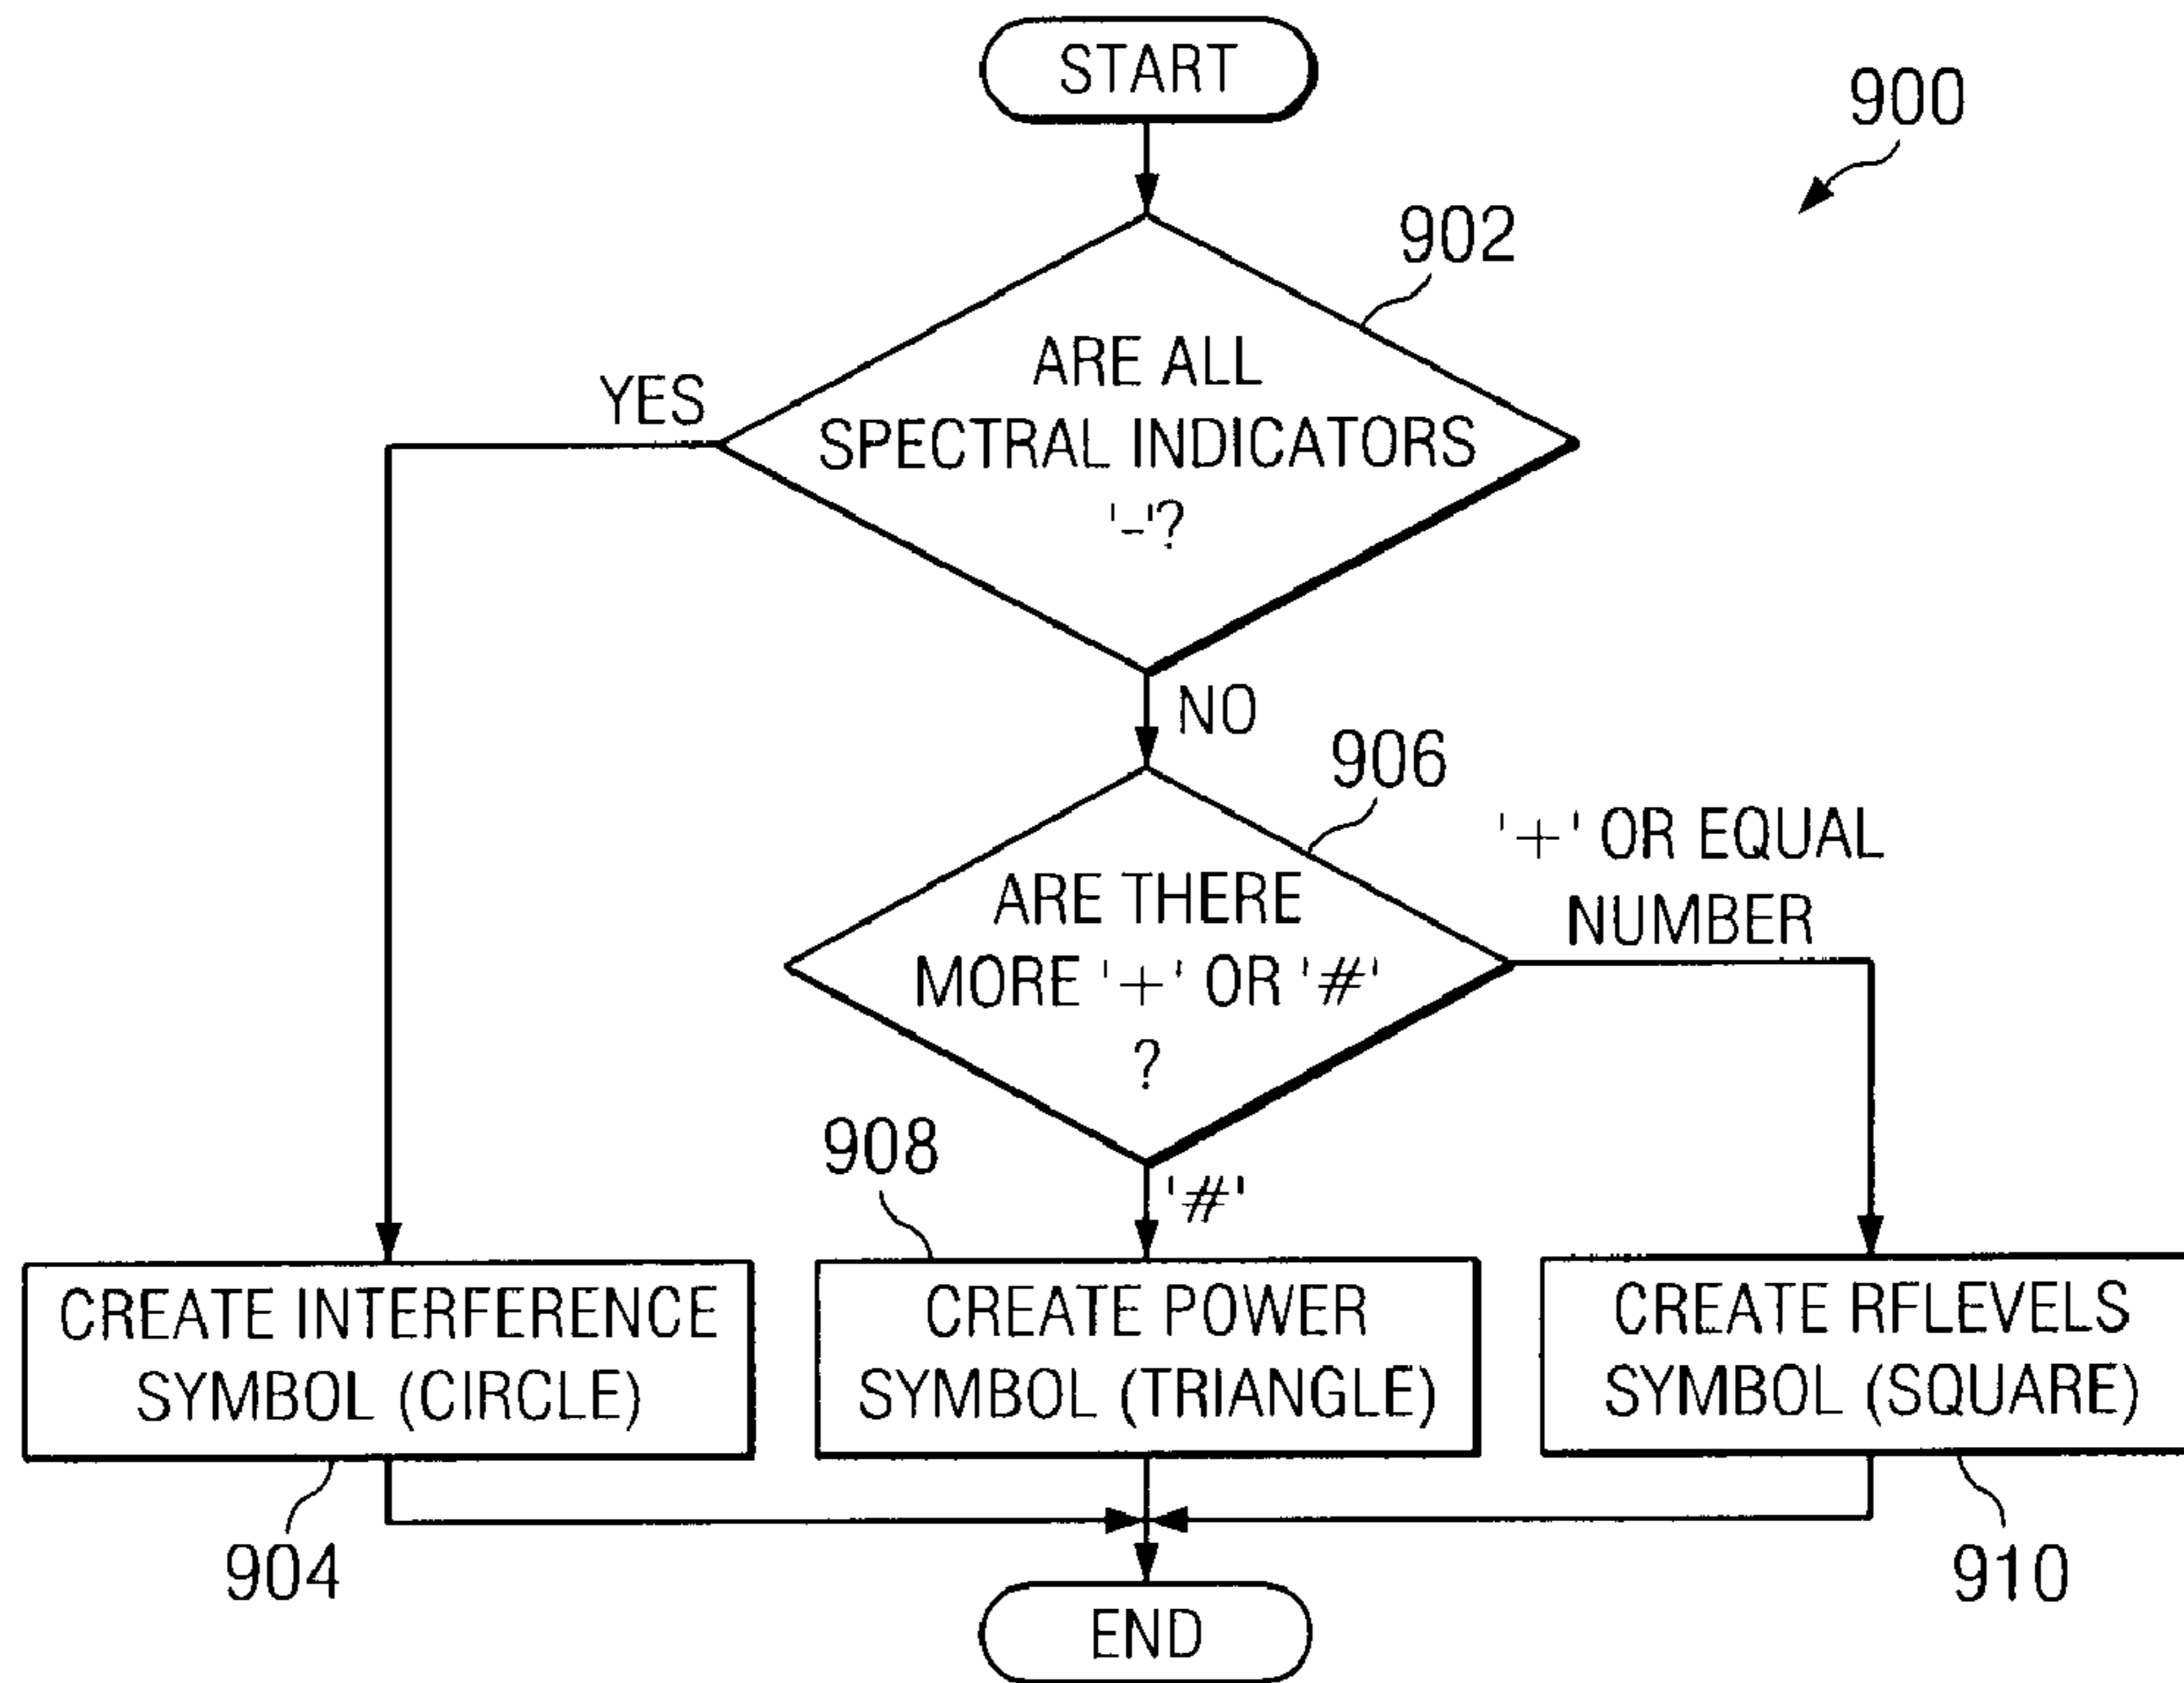 START
900
902
ARE ALL
SPECTRAL INDICATORS
'-'?
YES
NO
906
'+' OR EQUAL
NUMBER
ARE THERE
MORE '+' OR '#'
?
908
'#'
CREATE INTERFERENCE
SYMBOL (CIRCLE)
CREATE POWER
SYMBOL (TRIANGLE)
CREATE RFLEVELS
SYMBOL (SQUARE)
904
910
END